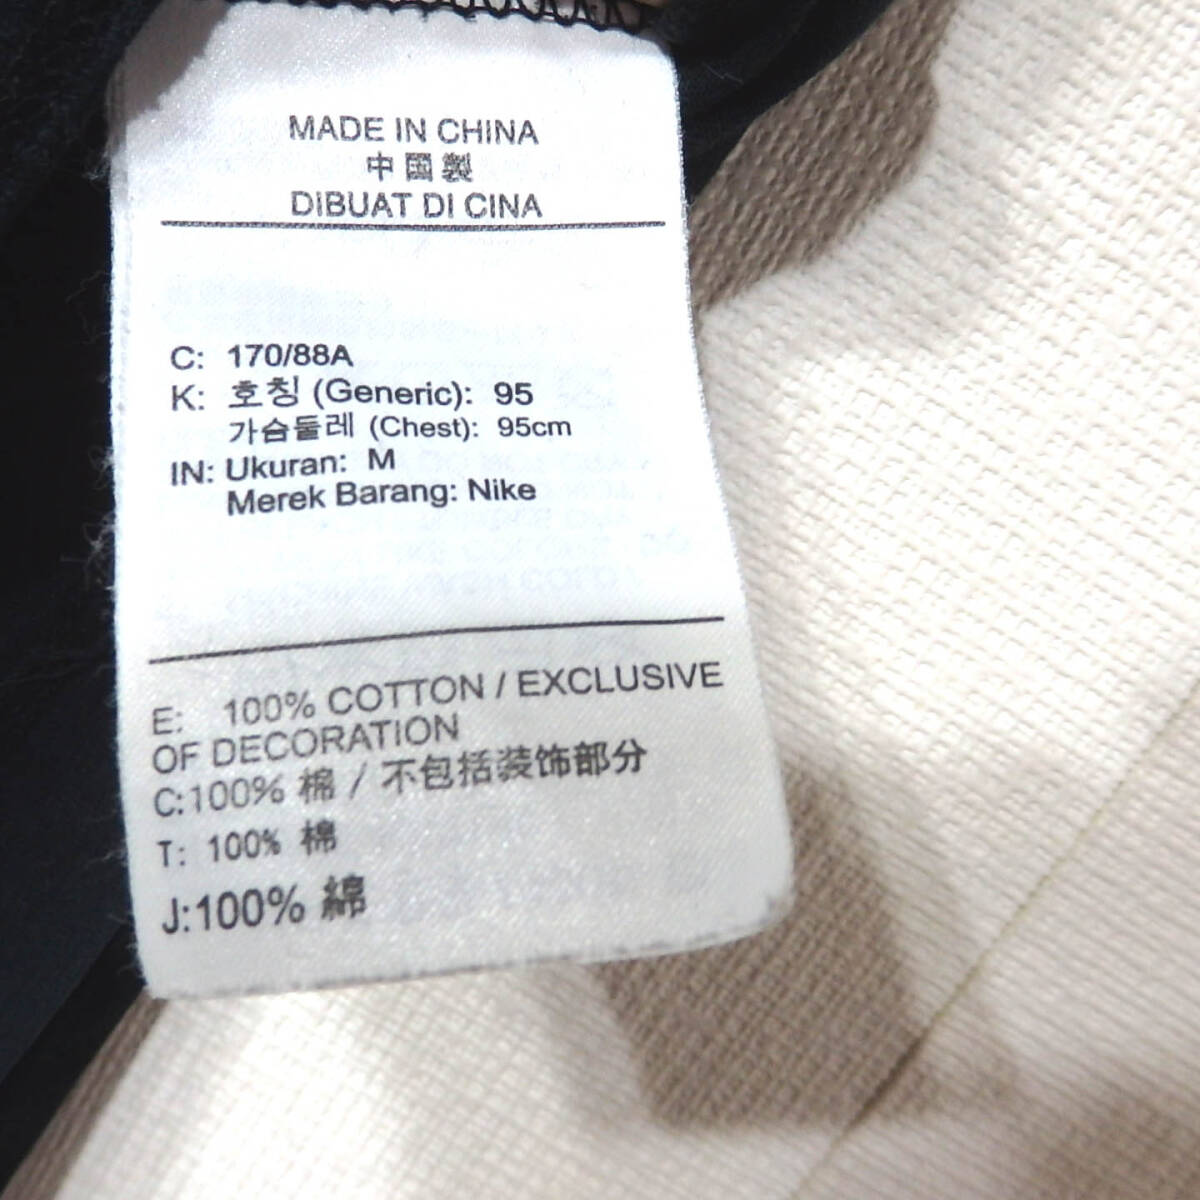 MADE IN CHINA
中国製
DIBUAT DI CINA
C: 170/88A
K: 호칭 (Generic): 95
가슴둘레 (Chest): 95cm
IN: Ukuran: M
Merek Barang: Nike
E: 100% COTTON / EXCLUSIVE
OF DECORATION
C:100% 棉 / 不包括装饰部分
T: 100% 棉
J:100% 綿